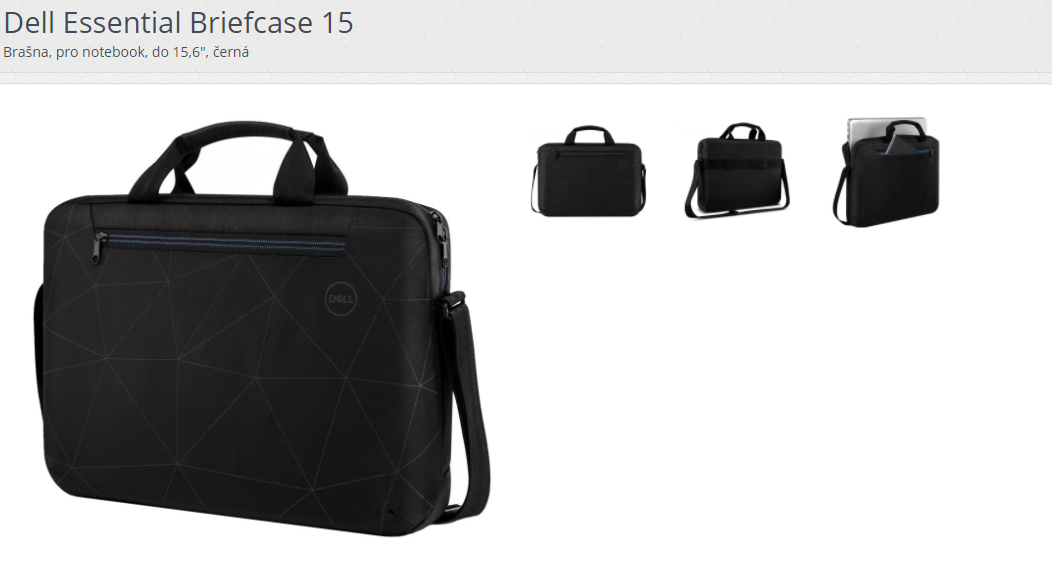 Dell Essential Briefcase 15
Brašna, pro notebook, do 15,6", černá
DELL